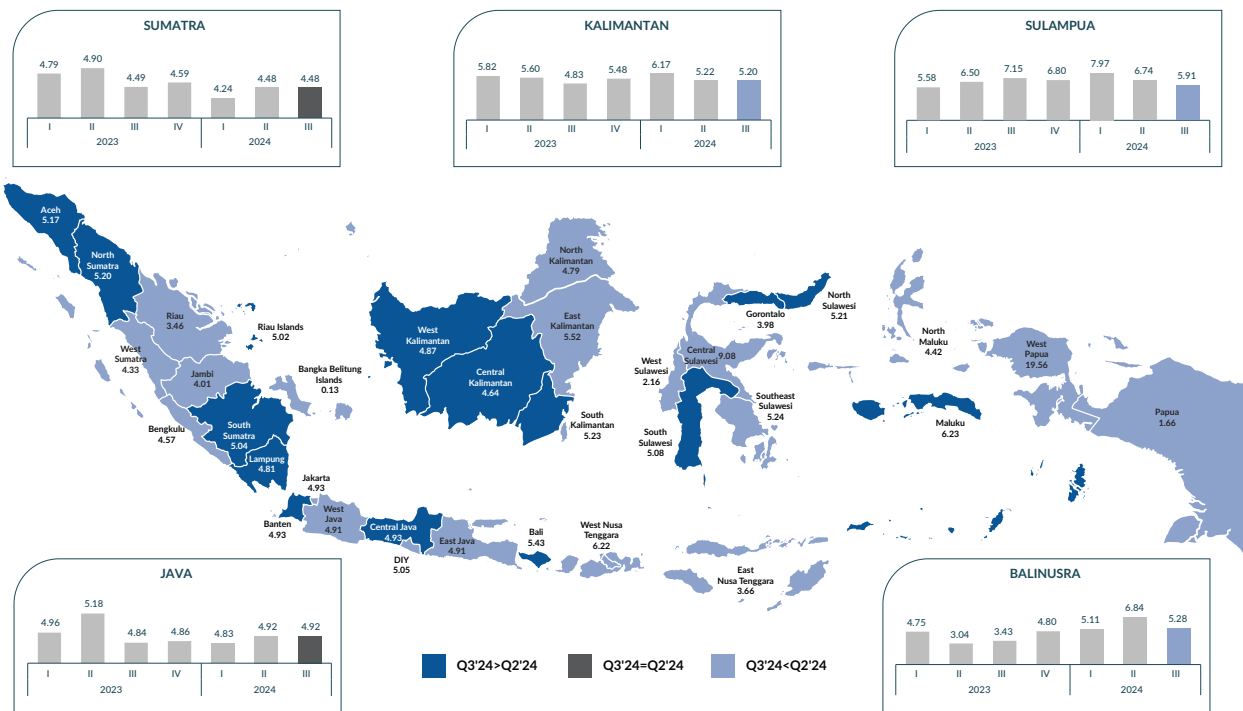 SUMATRA
4.79
4.90
4.49
4.59
4.24
4.48
4.48
I
II
III
IV
I
II
III
2023
2024
KALIMANTAN
5.82
5.60
4.83
5.48
6.17
5.22
5.20
I
II
III
IV
I
II
III
2023
2024
SULAMPUA
5.58
6.50
7.15
6.80
7.97
6.74
5.91
I
II
III
IV
I
II
III
2023
2024
Aceh
5.17
North
Sumatra
5.20
Riau
3.46
Riau Islands
5.02
West
Sumatra
4.33
Jambi
4.01
Bangka Belitung
Islands
0.13
Bengkulu
4.57
South
Sumatra
5.04
Lampung
4.81
North
Kalimantan
4.79
West
Kalimantan
4.87
East
Kalimantan
5.52
Central
Kalimantan
4.64
South
Kalimantan
5.23
Gorontalo
3.98
North
Sulawesi
5.21
West
Sulawesi
2.16
Central
Sulawesi
9.08
Southeast
Sulawesi
5.24
South
Sulawesi
5.08
North
Maluku
4.42
Maluku
6.23
West
Papua
19.56
Papua
1.66
Jakarta
4.93
Banten
4.93
West
Java
4.91
Central Java
4.93
DIY
5.05
East Java
4.91
Bali
5.43
West Nusa
Tenggara
6.22
East
Nusa Tenggara
3.66
JAVA
4.96
5.18
4.84
4.86
4.83
4.92
4.92
I
II
III
IV
I
II
III
2023
2024
Q3'24>Q2'24
Q3'24=Q2'24
Q3'24<Q2'24
BALINUSRA
4.75
3.04
3.43
4.80
5.11
6.84
5.28
I
II
III
IV
I
II
III
2023
2024